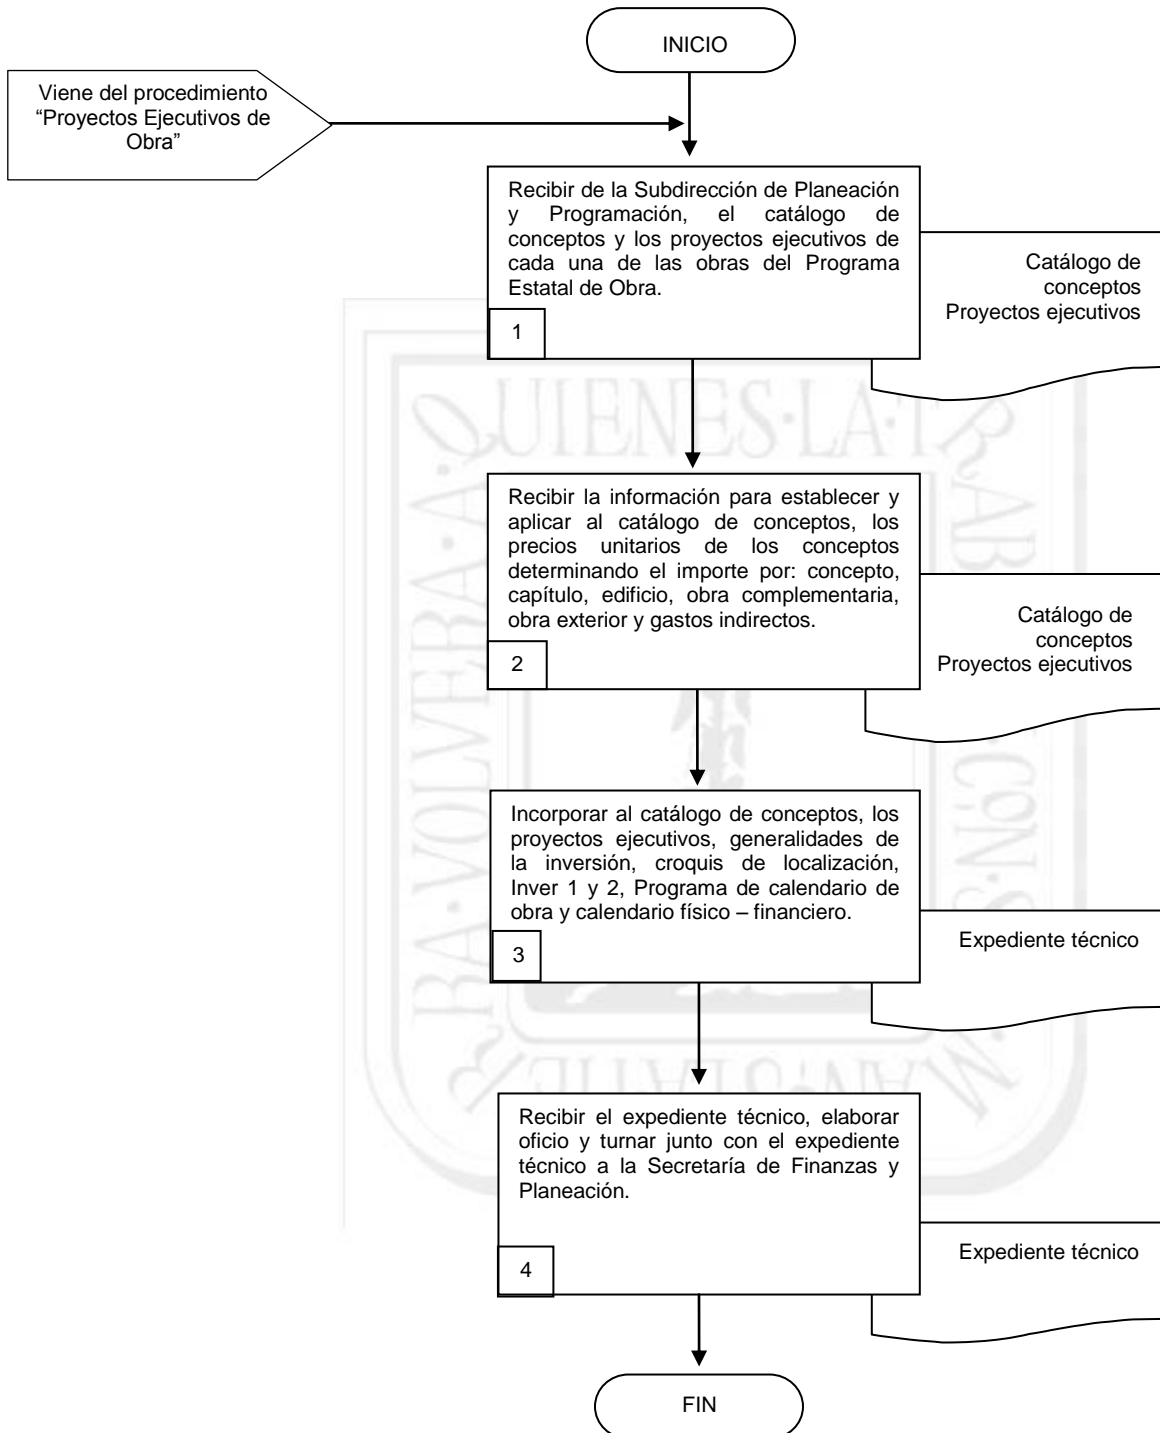 INICIO
Viene del procedimiento
“Proyectos Ejecutivos de
Obra”
Recibir de la Subdirección de Planeación
y Programación, el catálogo de
conceptos y los proyectos ejecutivos de
cada una de las obras del Programa
Estatal de Obra.
1
Catálogo de
conceptos
Proyectos ejecutivos
Recibir la información para establecer y
aplicar al catálogo de conceptos, los
precios unitarios de los conceptos
determinando el importe por: concepto,
capítulo, edificio, obra complementaria,
obra exterior y gastos indirectos.
2
Catálogo de
conceptos
Proyectos ejecutivos
Incorporar al catálogo de conceptos, los
proyectos ejecutivos, generalidades de
la inversión, croquis de localización,
Inver 1 y 2, Programa de calendario de
obra y calendario físico – financiero.
3
Expediente técnico
Recibir el expediente técnico, elaborar
oficio y turnar junto con el expediente
técnico a la Secretaría de Finanzas y
Planeación.
4
Expediente técnico
FIN